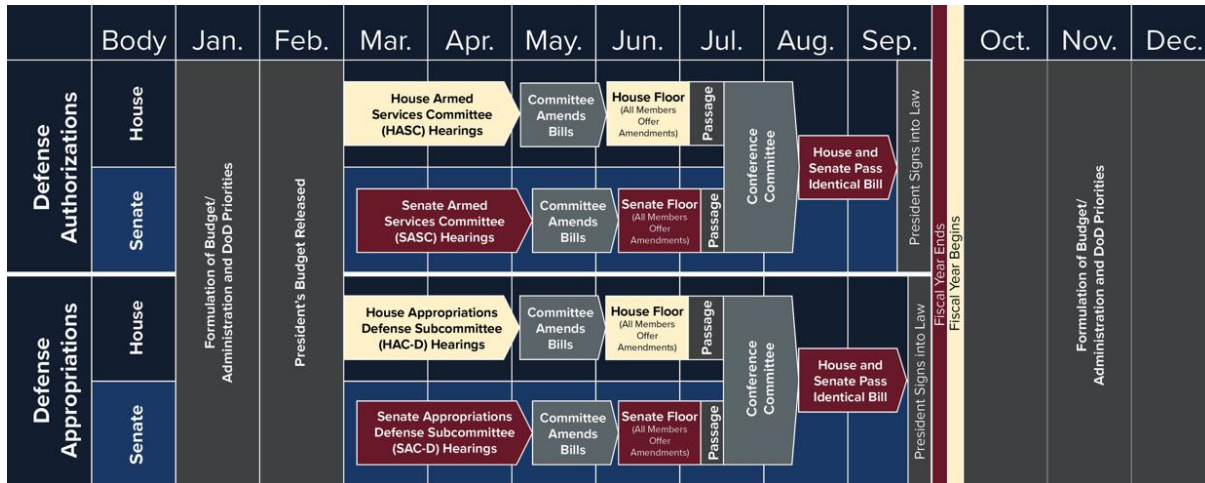 Body
Jan.
Feb.
Mar.
Apr.
May.
Jun.
Jul.
Aug.
Sep.
Oct.
Nov.
Dec.
Defense
Authorizations
House
Senate
Formulation of Budget/
Administration and DoD Priorities
President's Budget Released
House Armed
Services Committee
(HASC) Hearings
Committee
Amends
Bills
House Floor
(All Members
Offer
Amendments)
Passage
Senate Armed
Services Committee
(SASC) Hearings
Committee
Amends
Bills
Senate Floor
(All Members
Offer
Amendments)
Passage
Conference
Committee
House and
Senate Pass
Identical Bill
President Signs into Law
Defense
Appropriations
House
Senate
House Appropriations
Defense Subcommittee
(HAC-D) Hearings
Committee
Amends
Bills
House Floor
(All Members
Offer
Amendments)
Passage
Senate Appropriations
Defense Subcommittee
(SAC-D) Hearings
Committee
Amends
Bills
Senate Floor
(All Members
Offer
Amendments)
Passage
Conference
Committee
House and
Senate Pass
Identical Bill
President Signs into Law
Fiscal Year Ends
Fiscal Year Begins
Formulation of Budget/
Administration and DoD Priorities